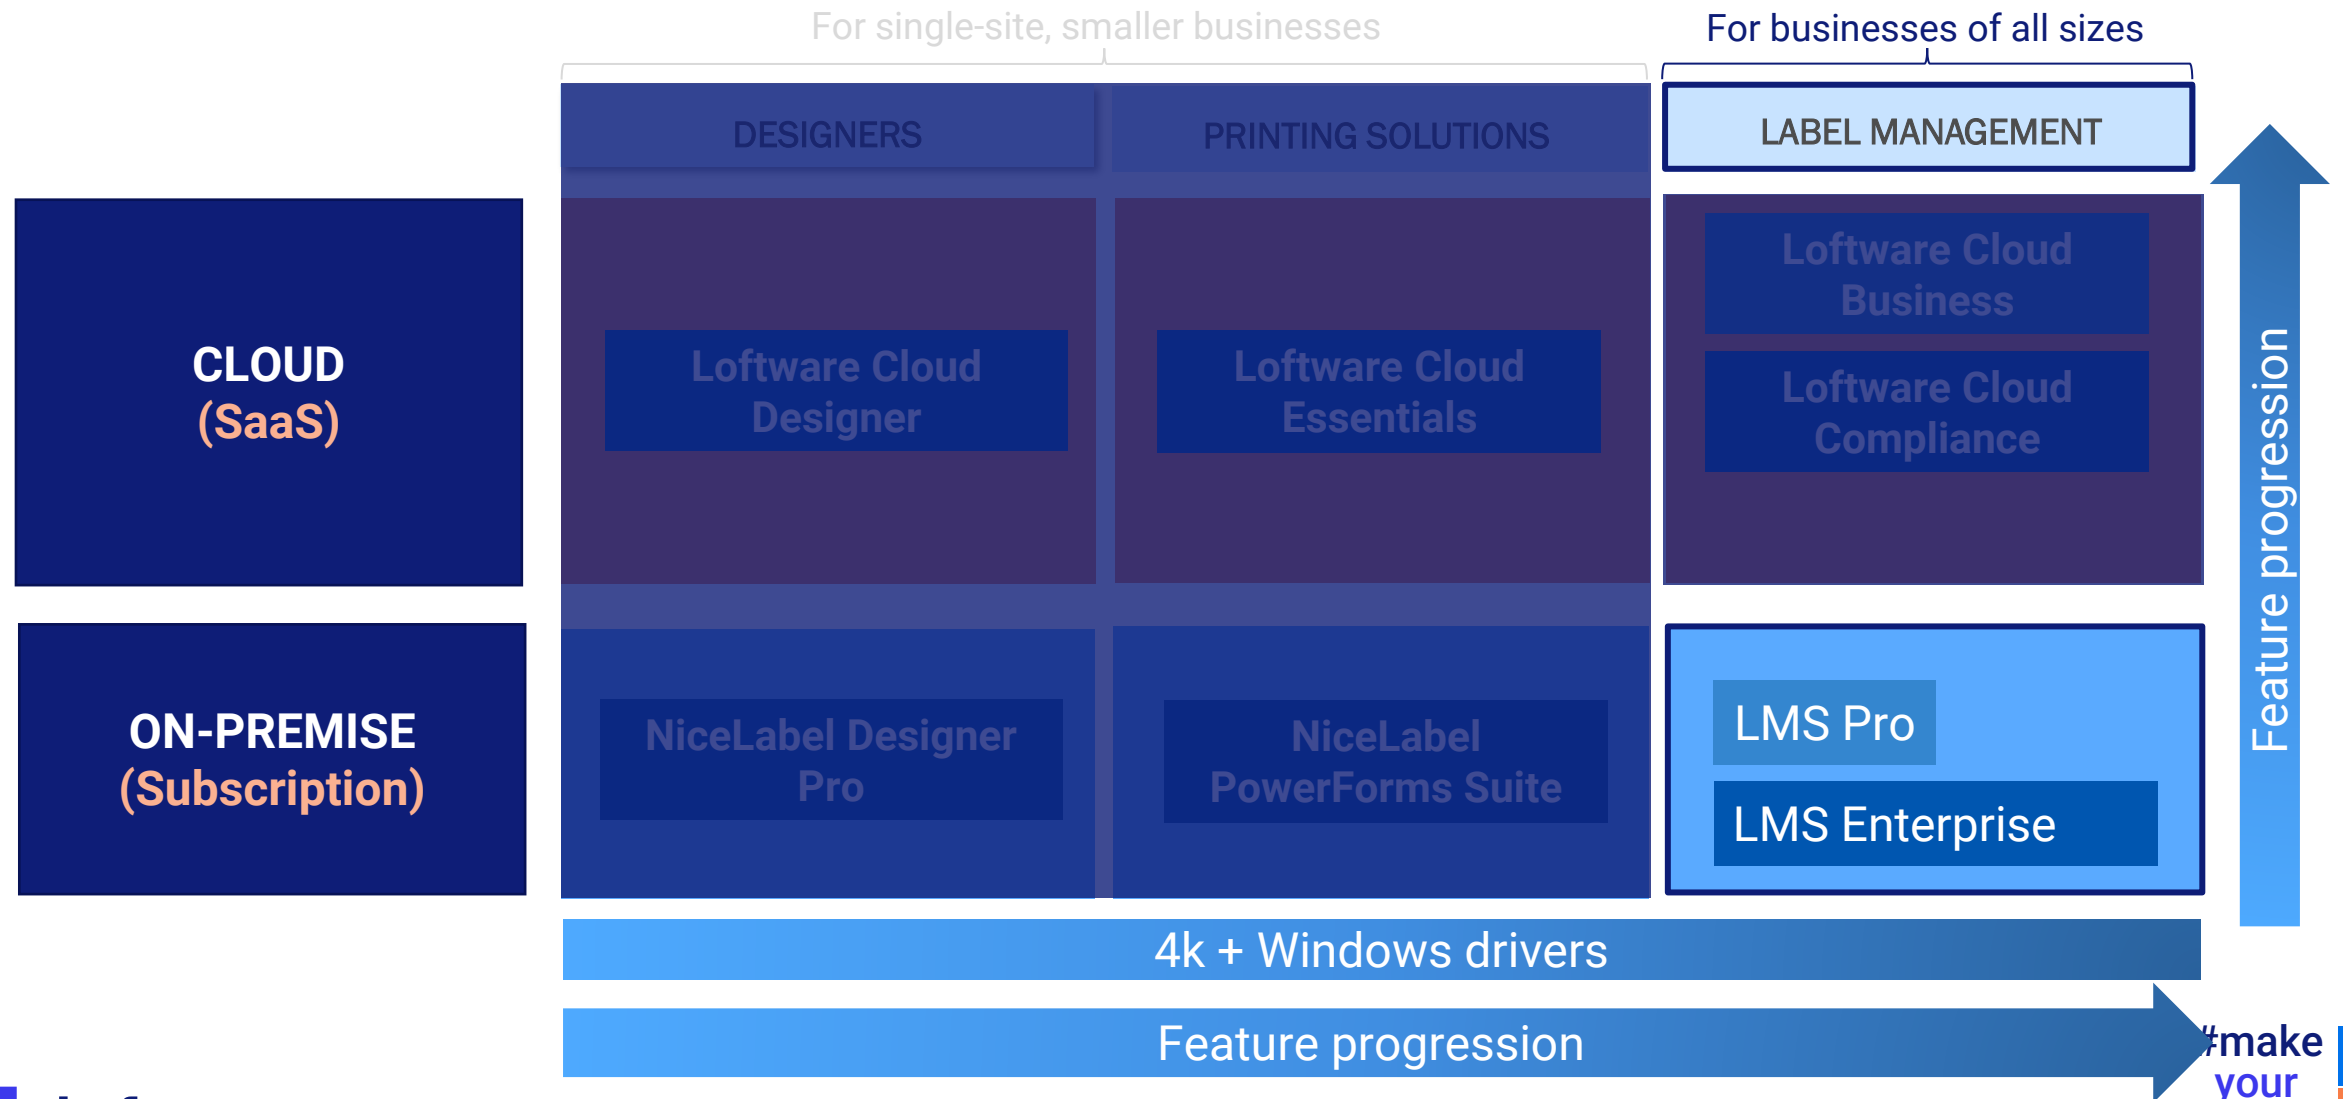 For single-site, smaller businesses
For businesses of all sizes
DESIGNERS
PRINTING SOLUTIONS
LABEL MANAGEMENT
CLOUD
(SaaS)
Loftware Cloud
Designer
Loftware Cloud
Essentials
Loftware Cloud
Business
Loftware Cloud
Compliance
Feature progression
ON-PREMISE
(Subscription)
NiceLabel Designer
Pro
NiceLabel
PowerForms Suite
LMS Pro
LMS Enterprise
4k + Windows drivers
Feature progression
#make
your